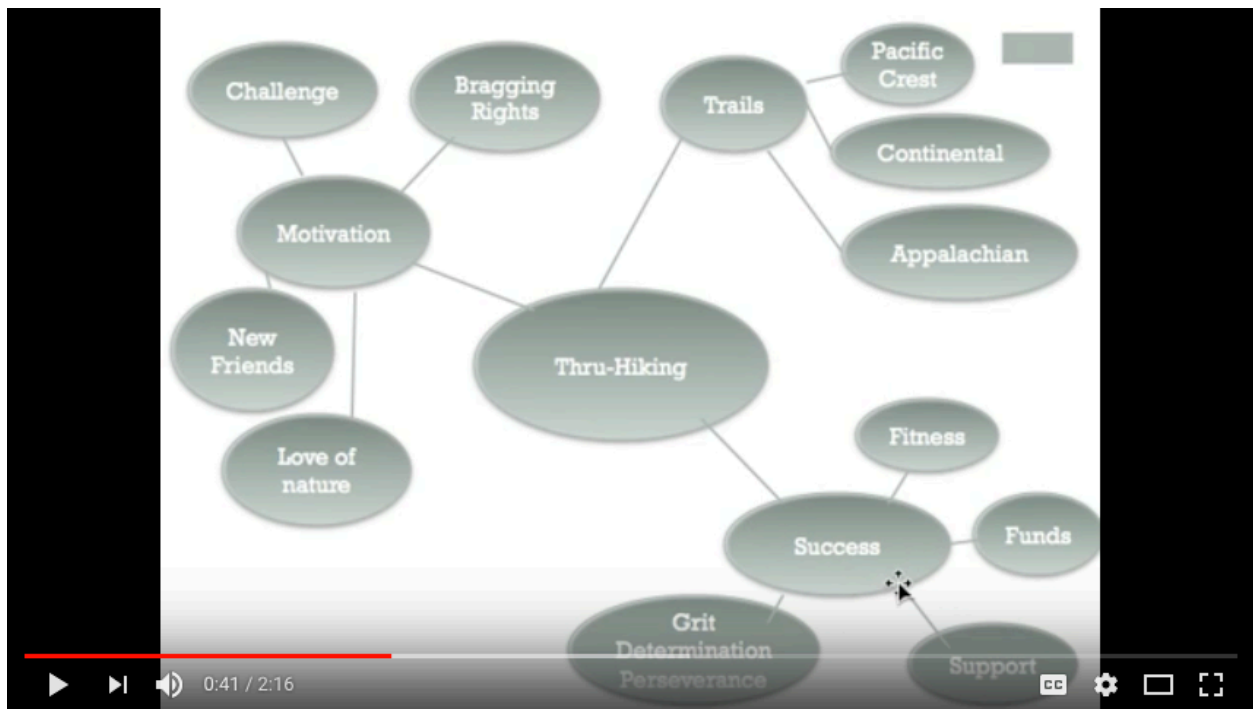 Challenge
Bragging
Rights
Trails
Pacific
Crest
Continental
Motivation
Appalachian
New
Friends
Thru-Hiking
Love of
nature
Fitness
Success
Funds
Grit
Determination
Perseverance
Support
0:41 / 2:16
CC